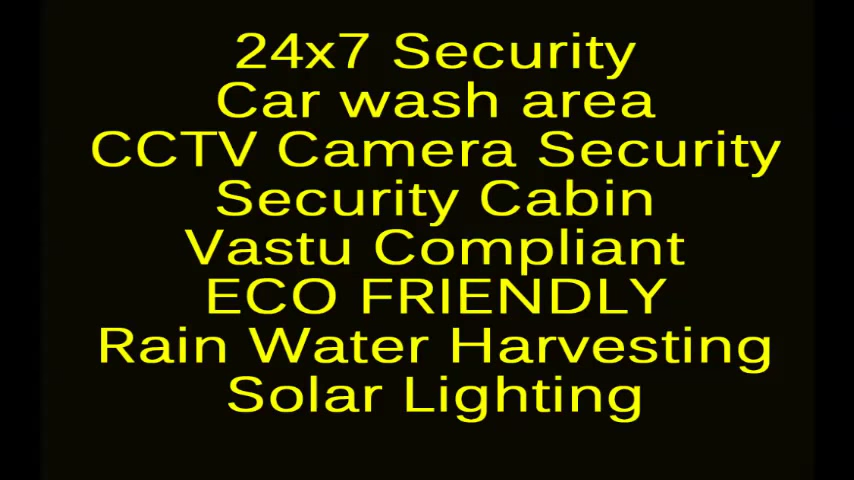 24x7 Security
Car wash area
CCTV Camera Security
Security Cabin
Vastu Compliant
ECO FRIENDLY
Rain Water Harvesting
Solar Lighting